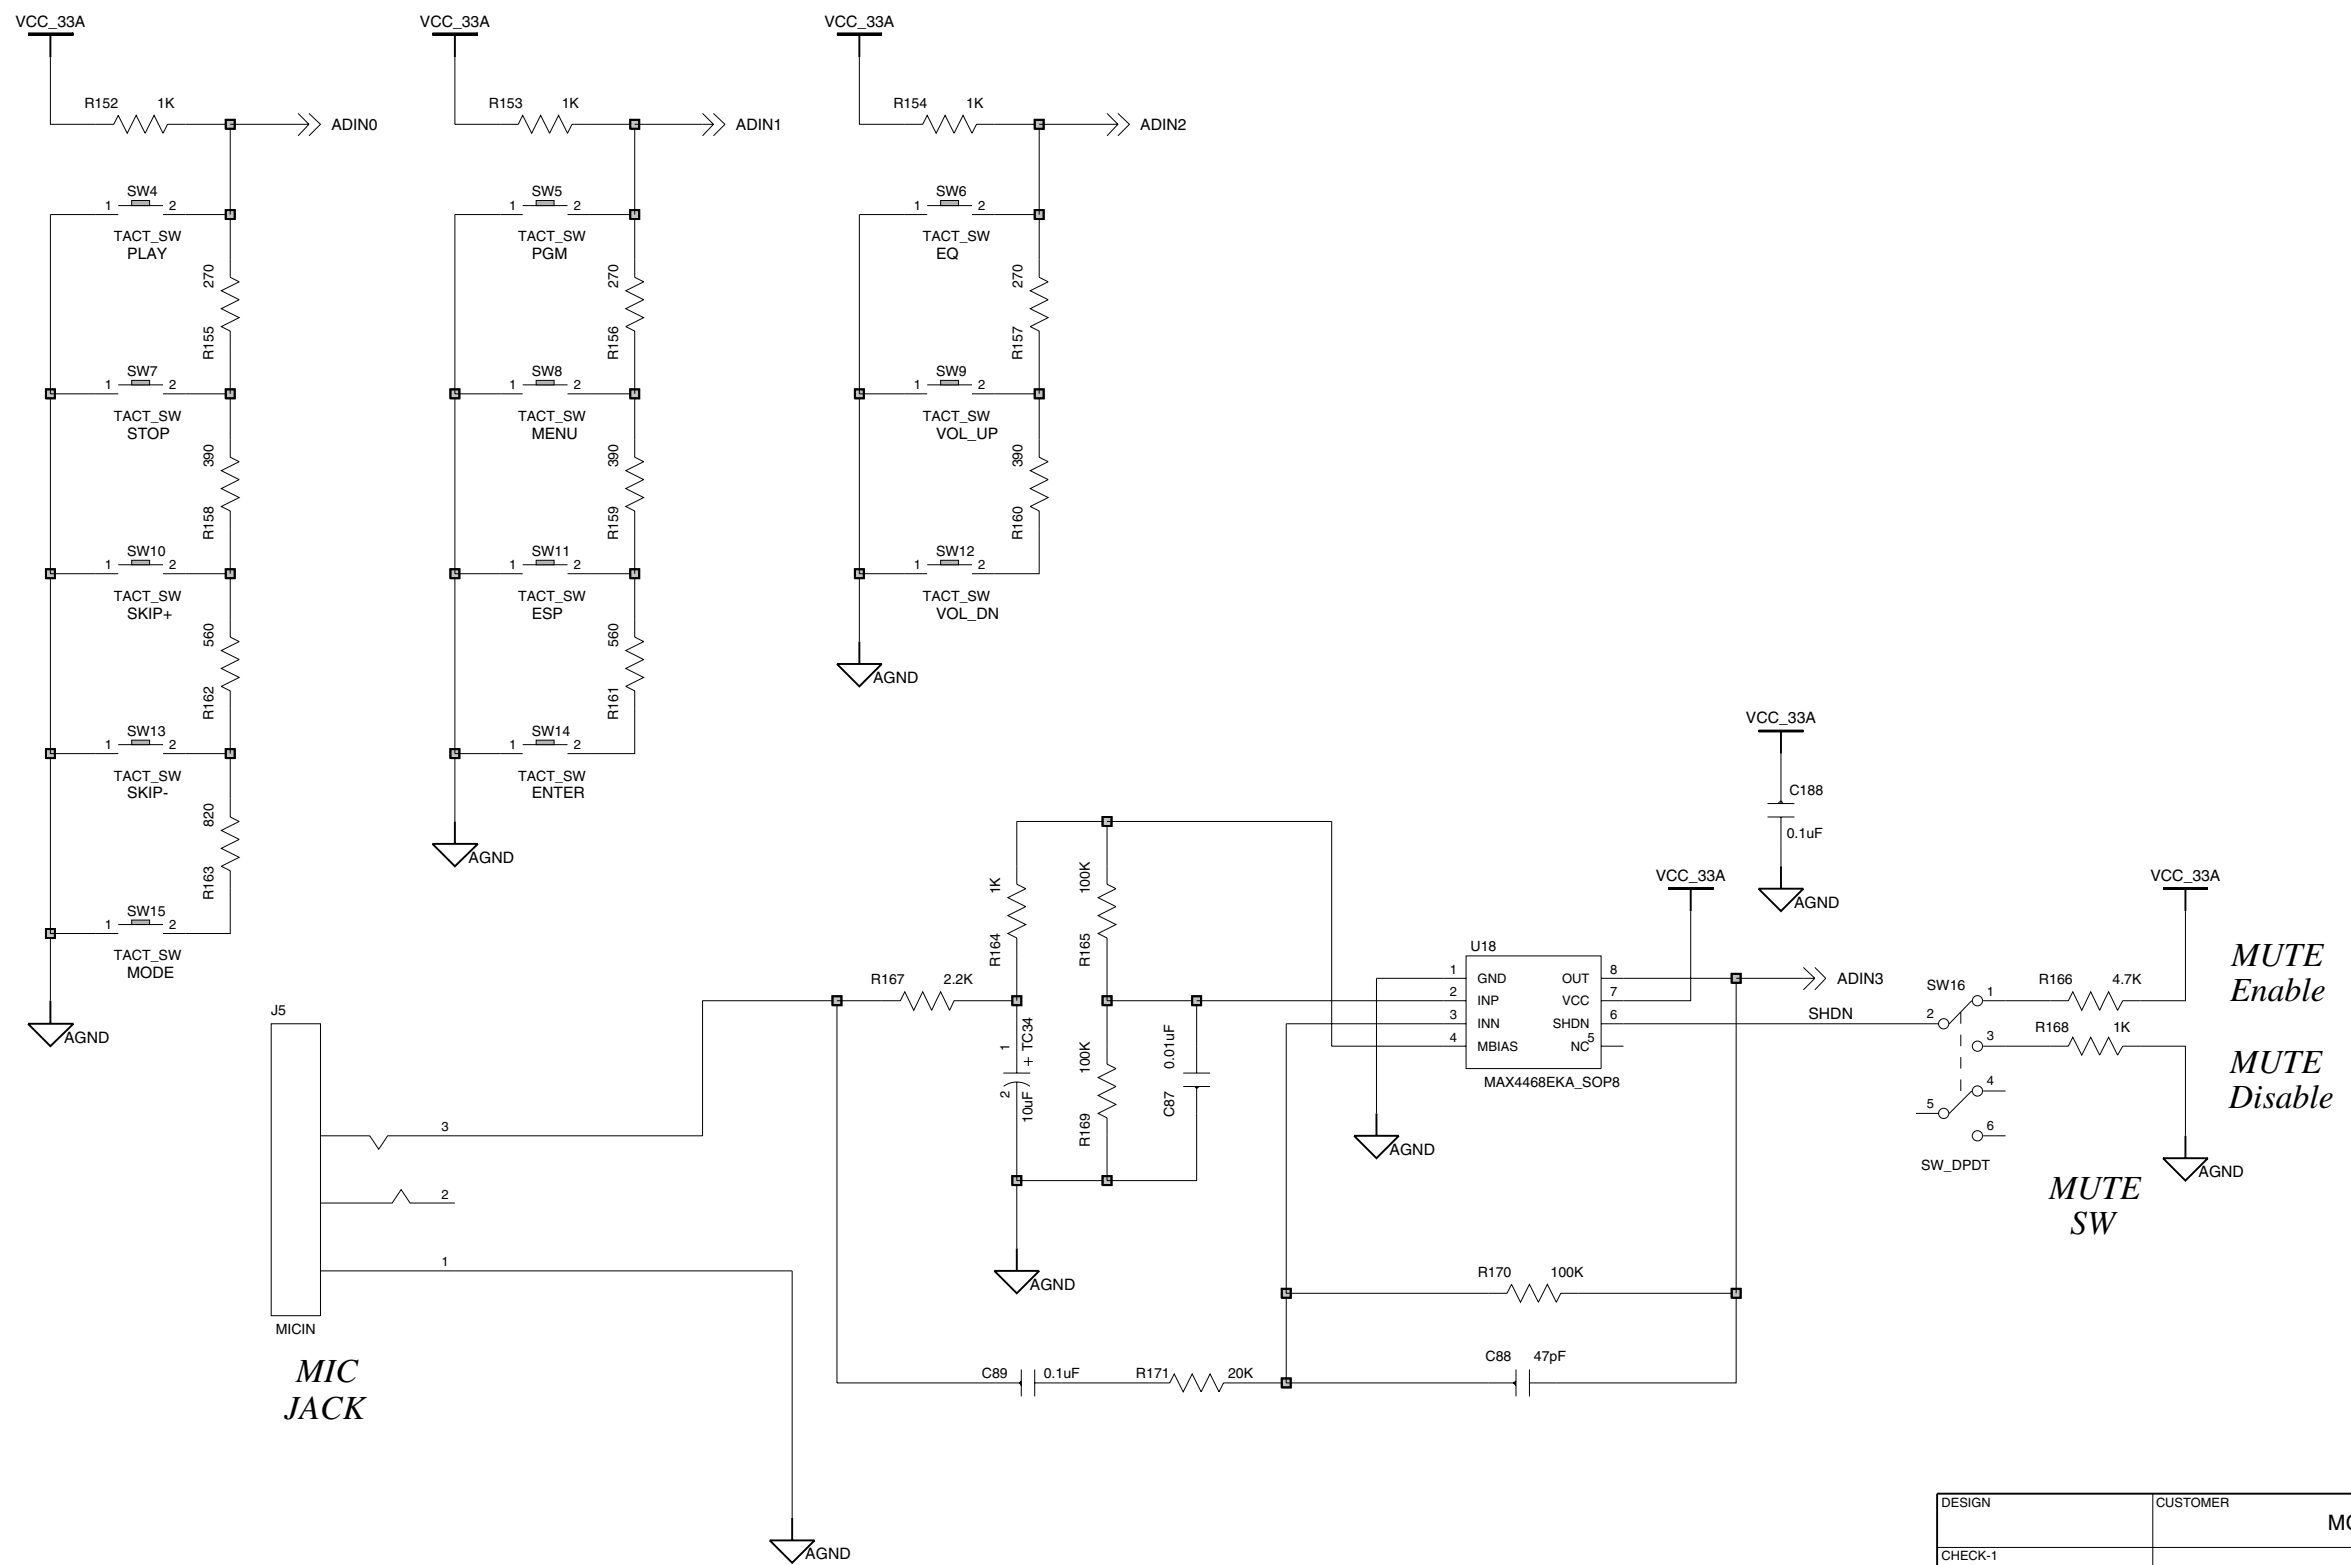 VCC_33A
VCC_33A
VCC_33A
R152 1K
ADIN0
R153 1K
ADIN1
R154 1K
ADIN2
SW4
1 2
TACT_SW
PLAY
SW5
1 2
TACT_SW
PGM
SW6
1 2
TACT_SW
EQ
270
R155
270
R156
270
R157
SW7
1 2
TACT_SW
STOP
SW8
1 2
TACT_SW
MENU
SW9
1 2
TACT_SW
VOL_UP
390
R158
390
R159
390
R160
SW10
1 2
TACT_SW
SKIP+
SW11
1 2
TACT_SW
ESP
SW12
1 2
TACT_SW
VOL_DN
560
R162
560
R161
AGND
SW13
1 2
TACT_SW
SKIP-
SW14
1 2
TACT_SW
ENTER
820
R163
AGND
SW15
1 2
TACT_SW
MODE
AGND
VCC_33A
C188
0.1uF
AGND
VCC_33A
VCC_33A
1K
R164
100K
R165
R167 2.2K
U18
1 GND
2 INP
3 INN
4 MBIAS
OUT 8
VCC 7
SHDN 6
NC 5
MAX4468EKA_SOP8
ADIN3
SHDN
SW16
1
2
3
4
5
6
SW_DPDT
R166 4.7K
R168 1K
MUTE
Enable
MUTE
Disable
AGND
MUTE
SW
1
+ TC34
2
10uF
100K
R169
0.01uF
C87
AGND
AGND
J5
3
2
1
MICIN
MIC
JACK
R170 100K
C89 0.1uF
R171 20K
C88 47pF
AGND
DESIGN
CUSTOMER
CHECK-1